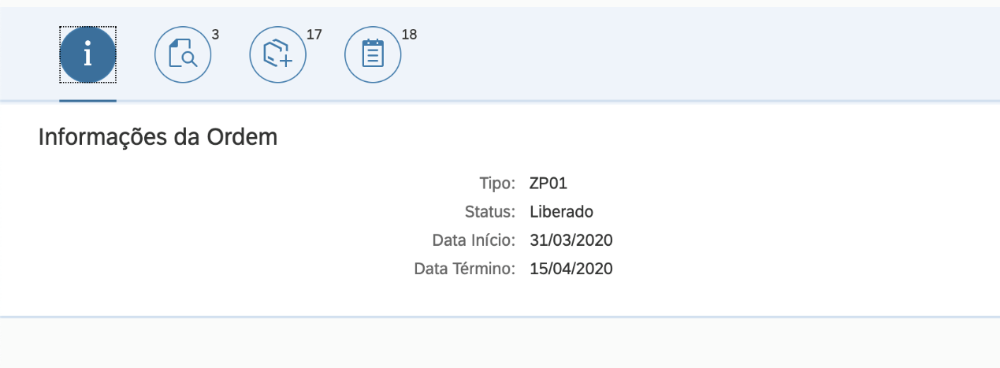 3
17
18
Informações da Ordem
Tipo: ZP01
Status: Liberado
Data Início: 31/03/2020
Data Término: 15/04/2020